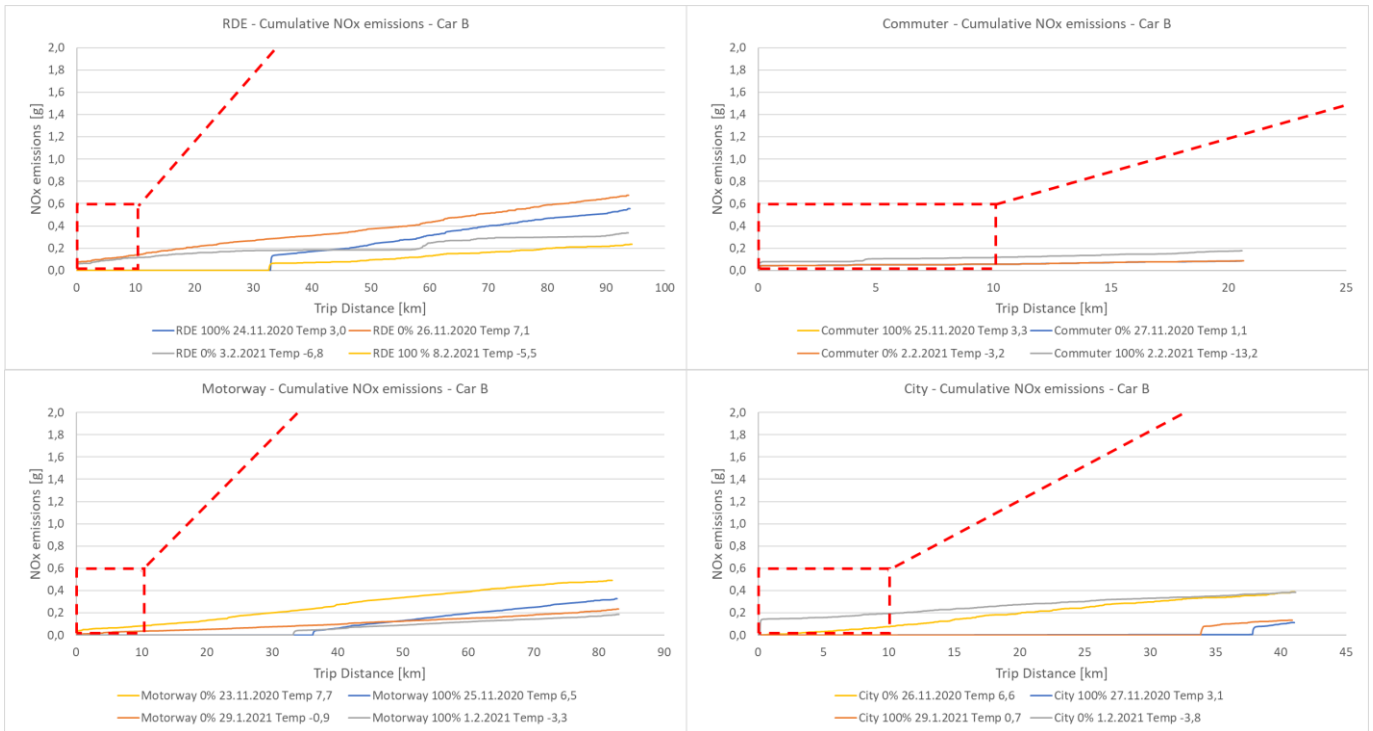 RDE - Cumulative NOx emissions - Car B
NOx emissions [g]
2,0
1,8
1,6
1,4
1,2
1,0
0,8
0,6
0,4
0,2
0,0
0 10 20 30 40 50 60 70 80 90 100
Trip Distance [km]
RDE 100% 24.11.2020 Temp 3,0 RDE 0% 26.11.2020 Temp 7,1
RDE 0% 3.2.2021 Temp -6,8 RDE 100 % 8.2.2021 Temp -5,5
Commuter - Cumulative NOx emissions - Car B
NOx emissions [g]
2,0
1,8
1,6
1,4
1,2
1,0
0,8
0,6
0,4
0,2
0,0
0 5 10 15 20 25
Trip Distance [km]
Commuter 100% 25.11.2020 Temp 3,3 Commuter 0% 27.11.2020 Temp 1,1
Commuter 0% 2.2.2021 Temp -3,2 Commuter 100% 2.2.2021 Temp -13,2
Motorway - Cumulative NOx emissions - Car B
NOx emissions [g]
2,0
1,8
1,6
1,4
1,2
1,0
0,8
0,6
0,4
0,2
0,0
0 10 20 30 40 50 60 70 80 90
Trip Distance [km]
Motorway 0% 23.11.2020 Temp 7,7 Motorway 100% 25.11.2020 Temp 6,5
Motorway 0% 29.1.2021 Temp -0,9 Motorway 100% 1.2.2021 Temp -3,3
City - Cumulative NOx emissions - Car B
NOx emissions [g]
2,0
1,8
1,6
1,4
1,2
1,0
0,8
0,6
0,4
0,2
0,0
0 5 10 15 20 25 30 35 40 45
Trip Distance [km]
City 0% 26.11.2020 Temp 6,6 City 100% 27.11.2020 Temp 3,1
City 100% 29.1.2021 Temp 0,7 City 0% 1.2.2021 Temp -3,8